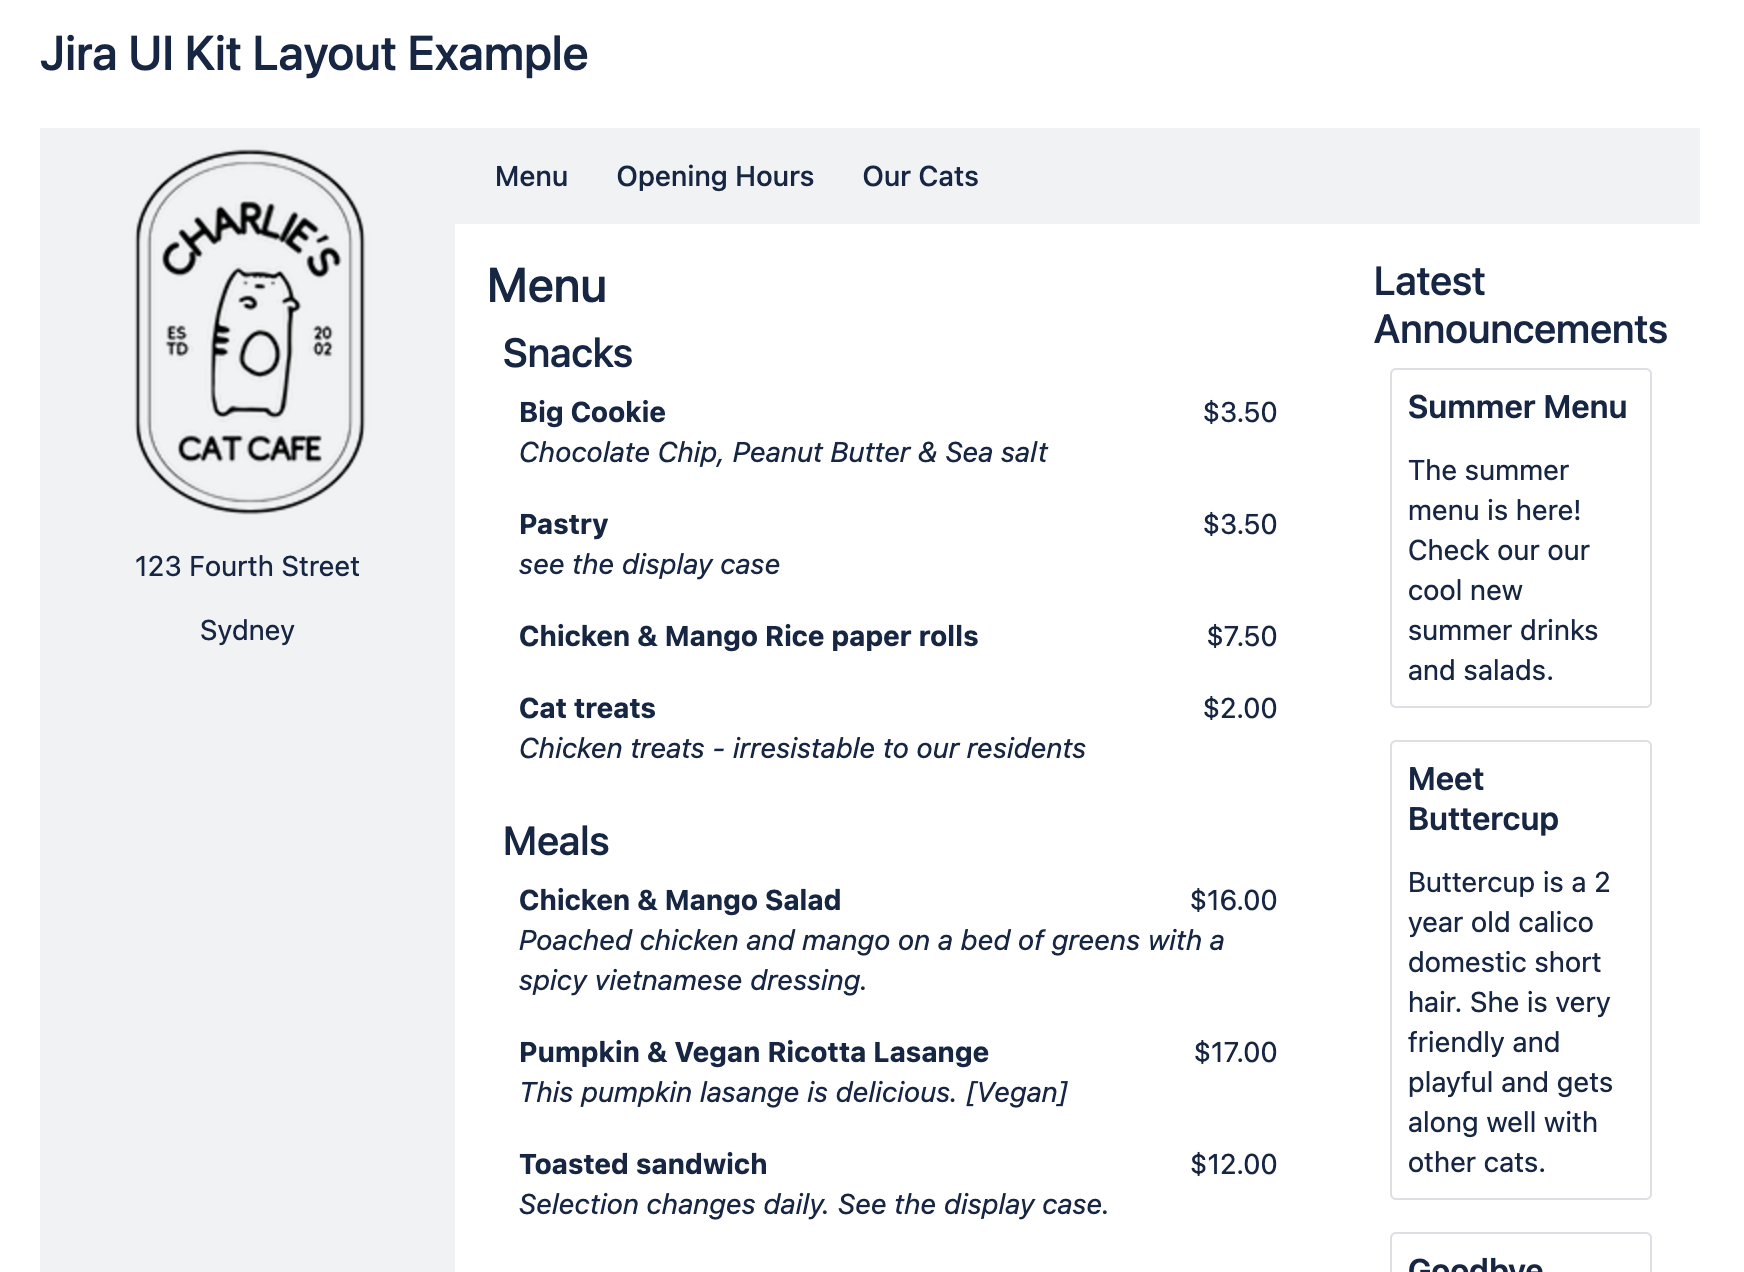 Jira UI Kit Layout Example
CHARLIE'S
ES
TD
20
02
CAT CAFE
123 Fourth Street
Sydney
Menu Opening Hours Our Cats
Menu
Snacks
Big Cookie $3.50
Chocolate Chip, Peanut Butter & Sea salt
Pastry $3.50
see the display case
Chicken & Mango Rice paper rolls $7.50
Cat treats $2.00
Chicken treats - irresistable to our residents
Meals
Chicken & Mango Salad $16.00
Poached chicken and mango on a bed of greens with a
spicy vietnamese dressing.
Pumpkin & Vegan Ricotta Lasange $17.00
This pumpkin lasange is delicious. [Vegan]
Toasted sandwich $12.00
Selection changes daily. See the display case.
Latest
Announcements
Summer Menu
The summer
menu is here!
Check our our
cool new
summer drinks
and salads.
Meet
Buttercup
Buttercup is a 2
year old calico
domestic short
hair. She is very
friendly and
playful and gets
along well with
other cats.
Goodbye